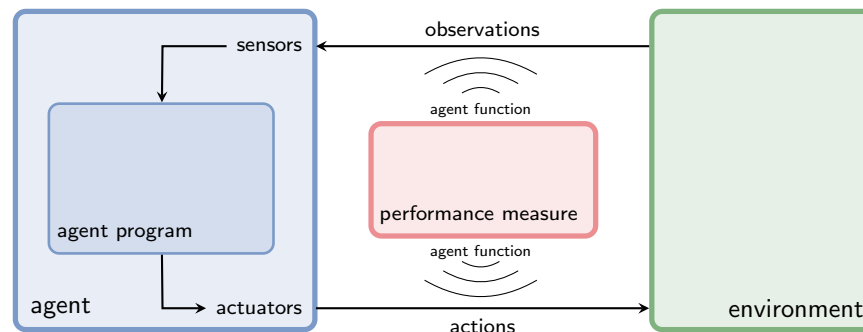 observations
sensors
agent function
agent program
performance measure
agent function
agent
actuators
environment
actions